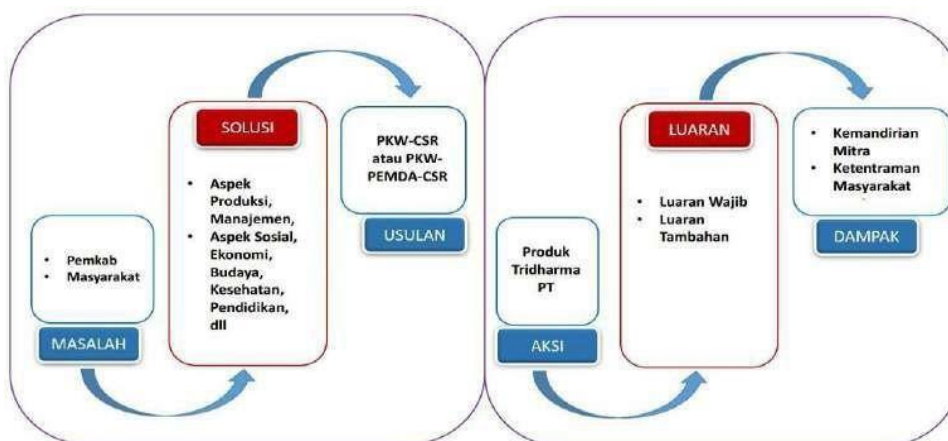 MASALAH
• Pemkab
• Masyarakat
SOLUSI
• Aspek
Produksi,
Manajemen,
• Aspek Sosial,
Ekonomi,
Budaya,
Kesehatan,
Pendidikan,
dll
PKW-CSR
atau PKW-
PEMDA-CSR
USULAN
Produk
Tridharma
PT
AKSI
LUARAN
• Luaran Wajib
• Luaran
Tambahan
• Kemandirian
Mitra
• Ketentraman
Masyarakat
DAMPAK